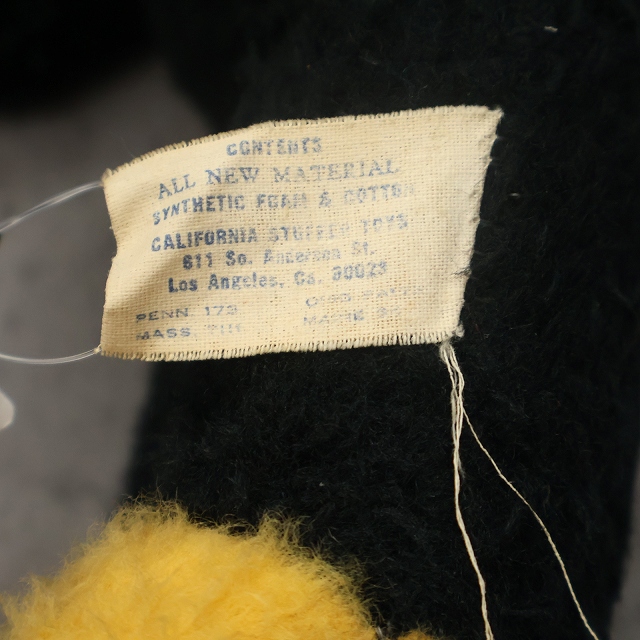 CONTENTS
ALL NEW MATERIAL
SYNTHETIC FOAM & COTTON
CALIFORNIA STUFFED TOYS
611 So. Anderson St.
Los Angeles, Ca. 90023
PENN. 173
MASS.